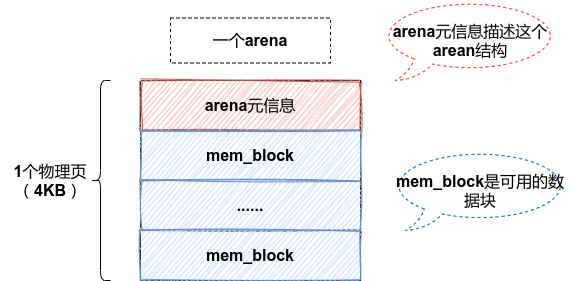 一个arena
arena元信息描述这个
arean结构
arena元信息
mem_block
1个物理页
（4KB）
......
mem_block是可用的数
据块
mem_block